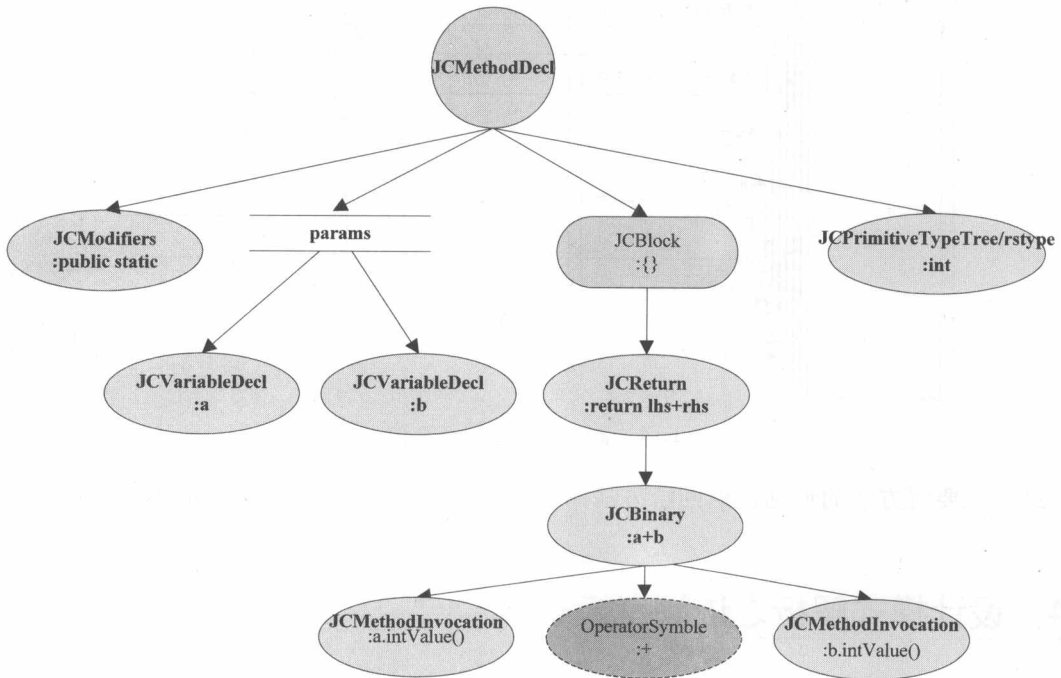 JCMethodDecl
JCModifiers
:public static
params
JCBlock
:{}
JCPrimitiveTypeTree/rstype
:int
JCVariableDecl
:a
JCVariableDecl
:b
JCReturn
:return lhs+rhs
JCBinary
:a+b
JCMethodInvocation
:a.intValue()
OperatorSymble
:+
JCMethodInvocation
:b.intValue()